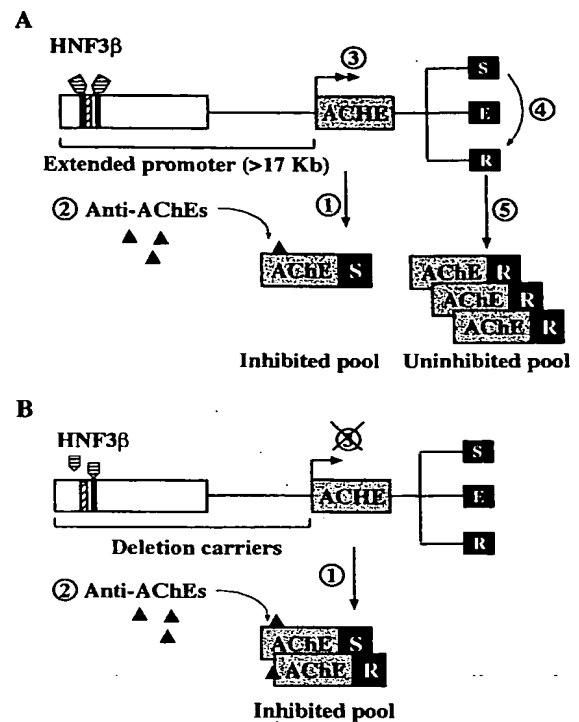 A
HNF3β
③
ACHE
S
E
R
④
Extended promoter (>17 Kb)
② Anti-AChEs
①
⑤
AChE S
AChE R
AChE R
AChE R
Inhibited pool
Uninhibited pool
B
HNF3β
3
ACHE
S
E
R
Deletion carriers
② Anti-AChEs
①
AChE S
AChE R
Inhibited pool